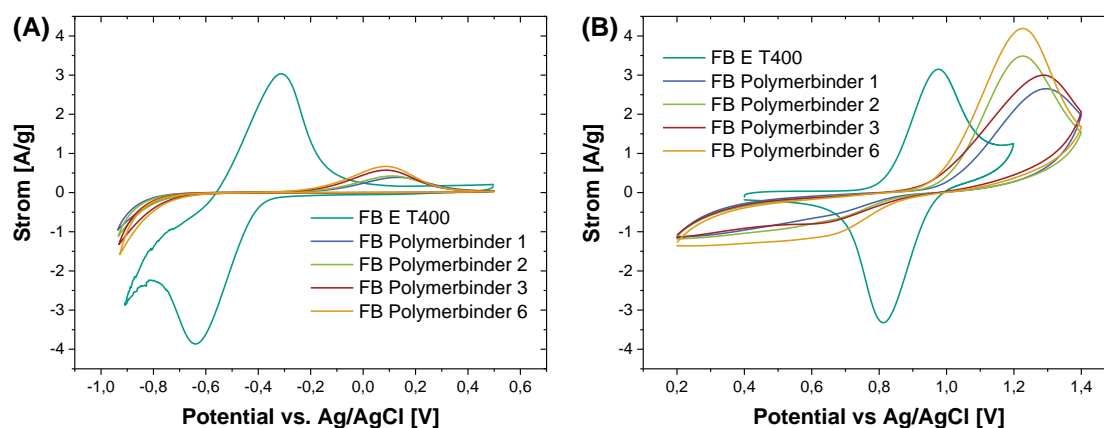 (A)
4
3
2
1
0
-1
-2
-3
-4
Strom [A/g]
FB E T400
FB Polymerbinder 1
FB Polymerbinder 2
FB Polymerbinder 3
FB Polymerbinder 6
-1,0 -0,8 -0,6 -0,4 -0,2 0,0 0,2 0,4 0,6
Potential vs. Ag/AgCl [V]
(B)
4
3
2
1
0
-1
-2
-3
-4
Strom [A/g]
FB E T400
FB Polymerbinder 1
FB Polymerbinder 2
FB Polymerbinder 3
FB Polymerbinder 6
0,2 0,4 0,6 0,8 1,0 1,2 1,4
Potential vs Ag/AgCl [V]